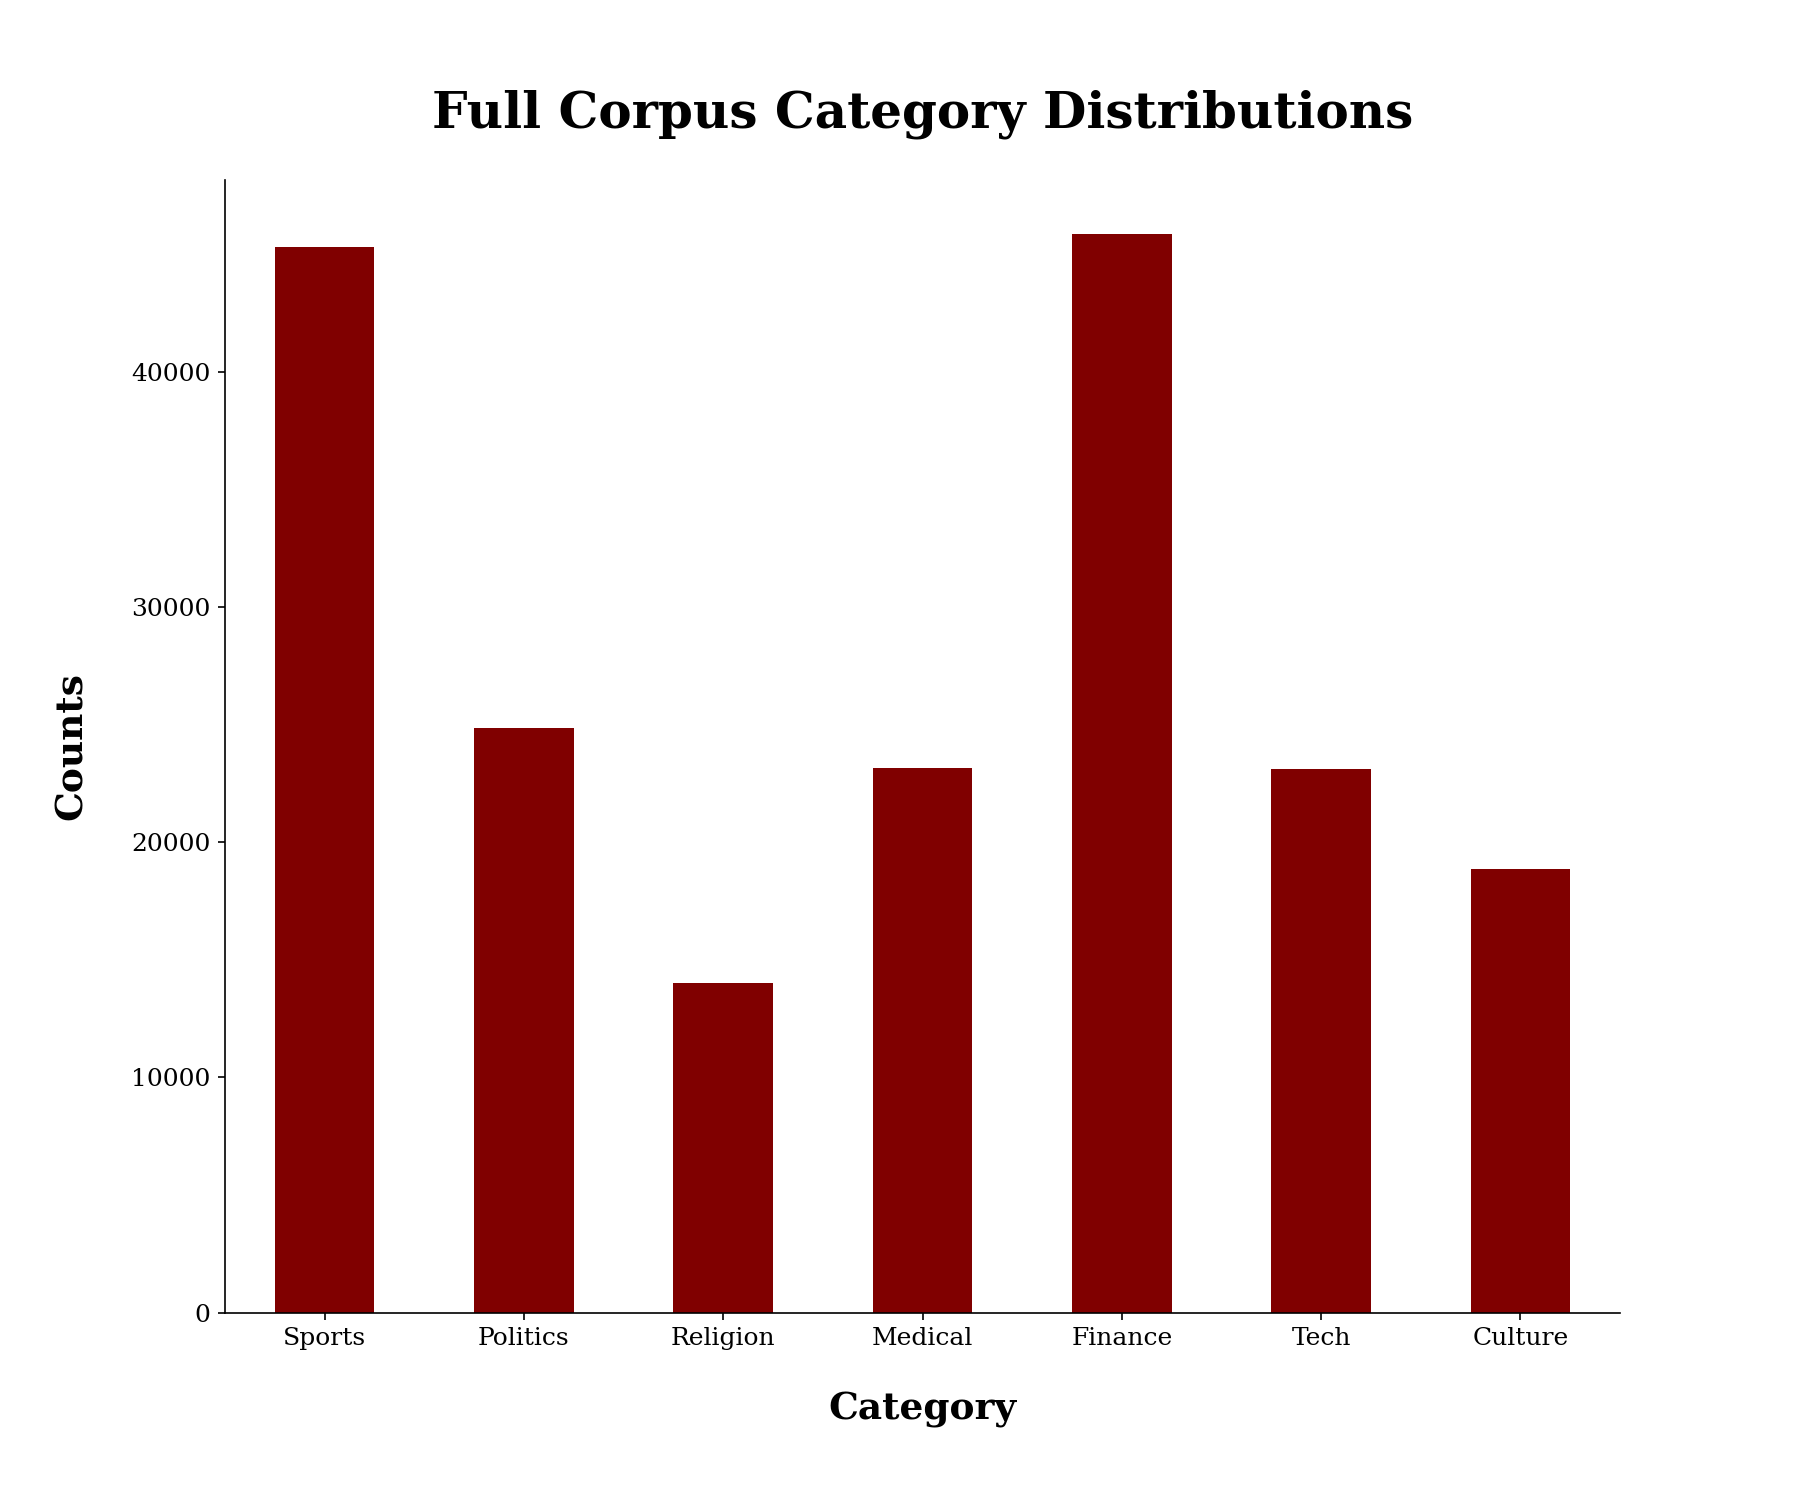 Full Corpus Category Distributions
40000
30000
20000
10000
0
Counts
Sports Politics Religion Medical Finance Tech Culture
Category